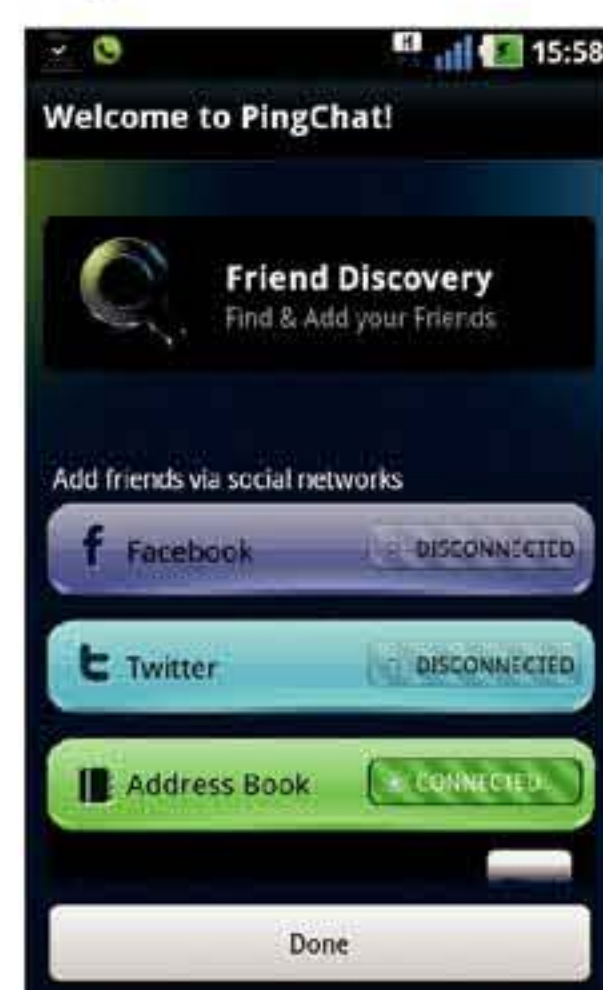 H 15:58
Welcome to PingChat!
Friend Discovery
Find & Add your Friends
Add friends via social networks
f Facebook DISCONNECTED
t Twitter DISCONNECTED
Address Book CONNECTED
Done